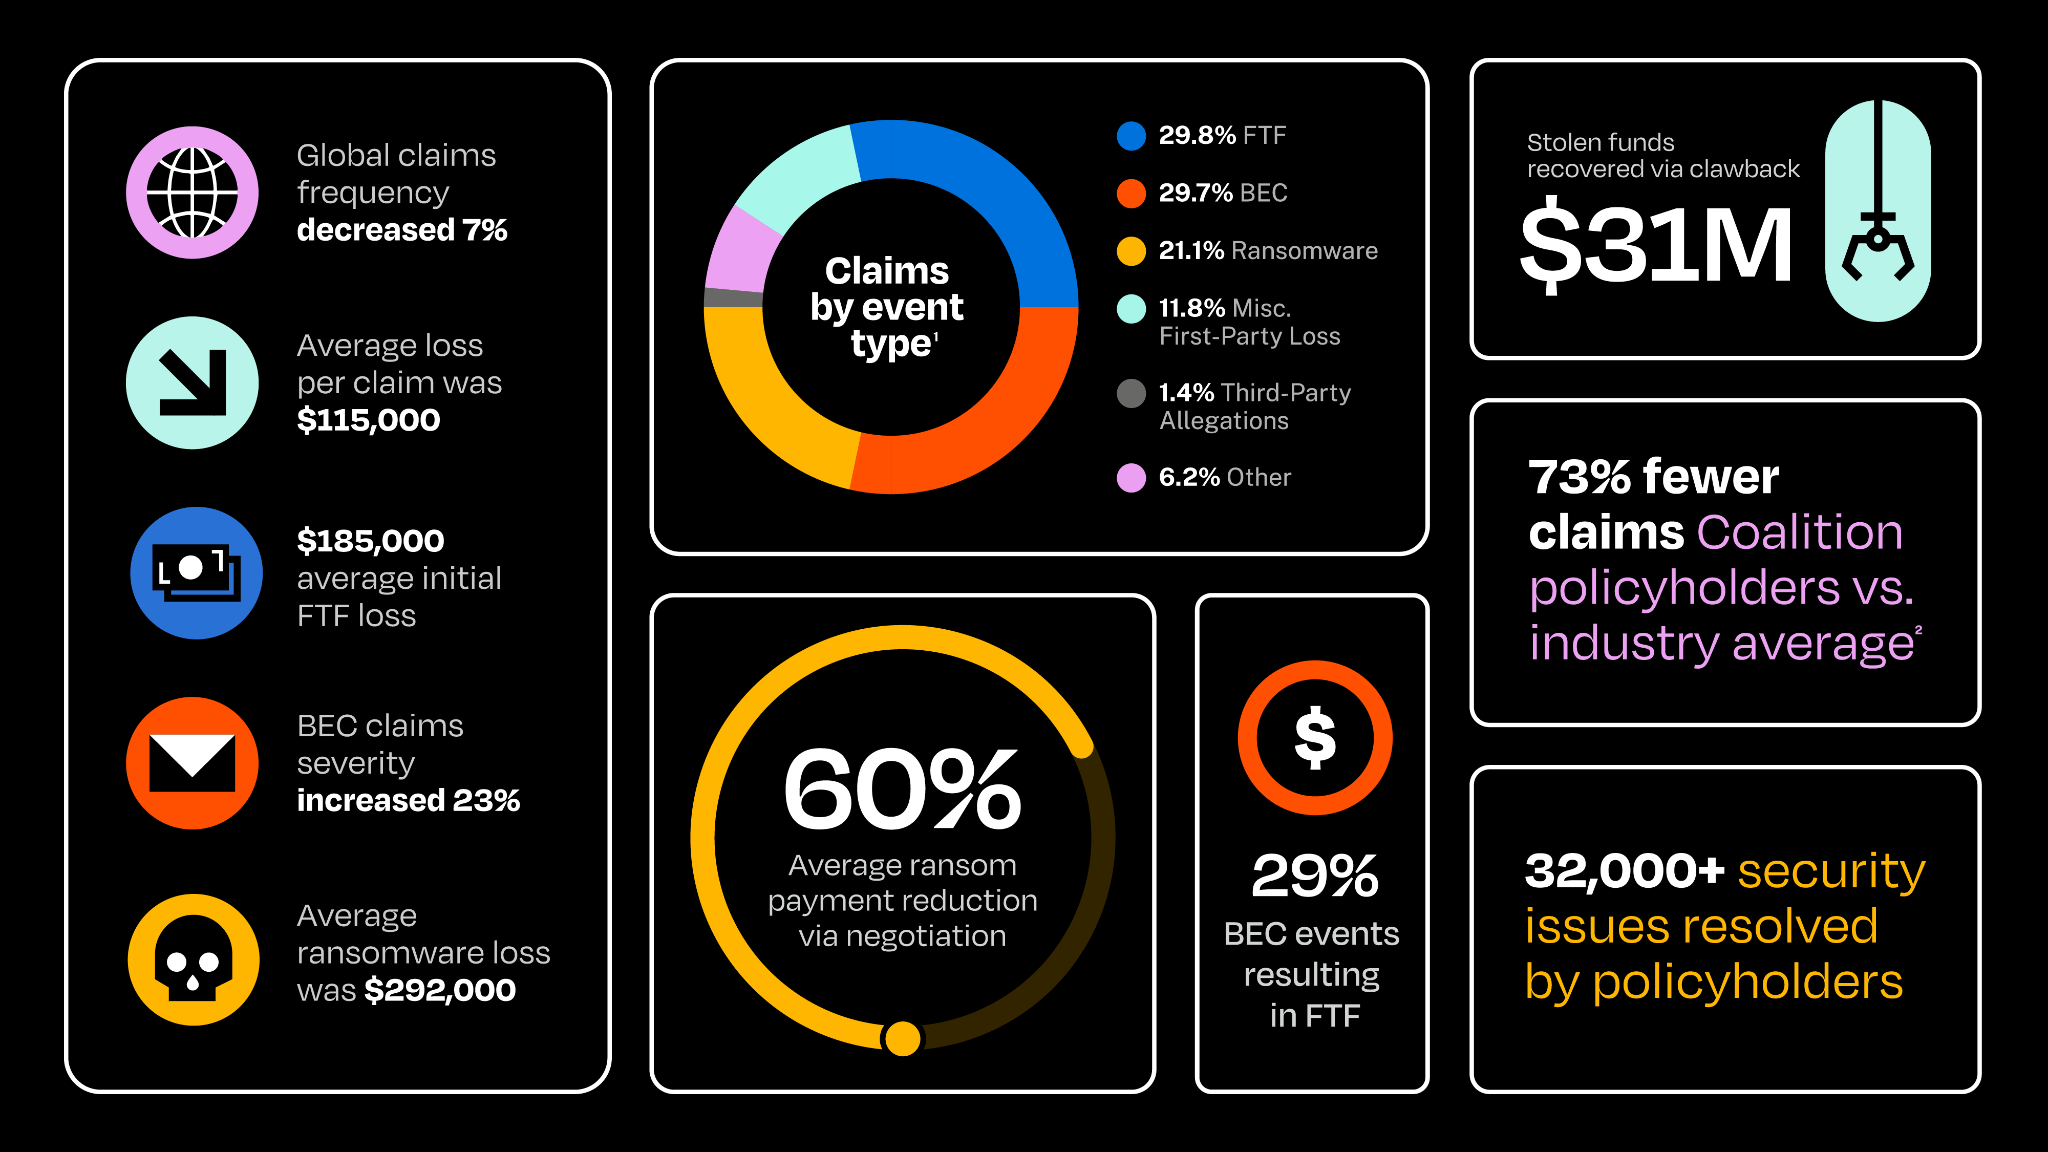 Global claims
frequency
decreased 7%
Average loss
per claim was
$115,000
$185,000
average initial
FTF loss
BEC claims
severity
increased 23%
Average
ransomware loss
was $292,000
Claims
by event
type¹
29.8% FTF
29.7% BEC
21.1% Ransomware
11.8% Misc.
First-Party Loss
1.4% Third-Party
Allegations
6.2% Other
60%
Average ransom
payment reduction
via negotiation
$
29%
BEC events
resulting
in FTF
Stolen funds
recovered via clawback
$31M
73% fewer
claims Coalition
policyholders vs.
industry average²
32,000+ security
issues resolved
by policyholders